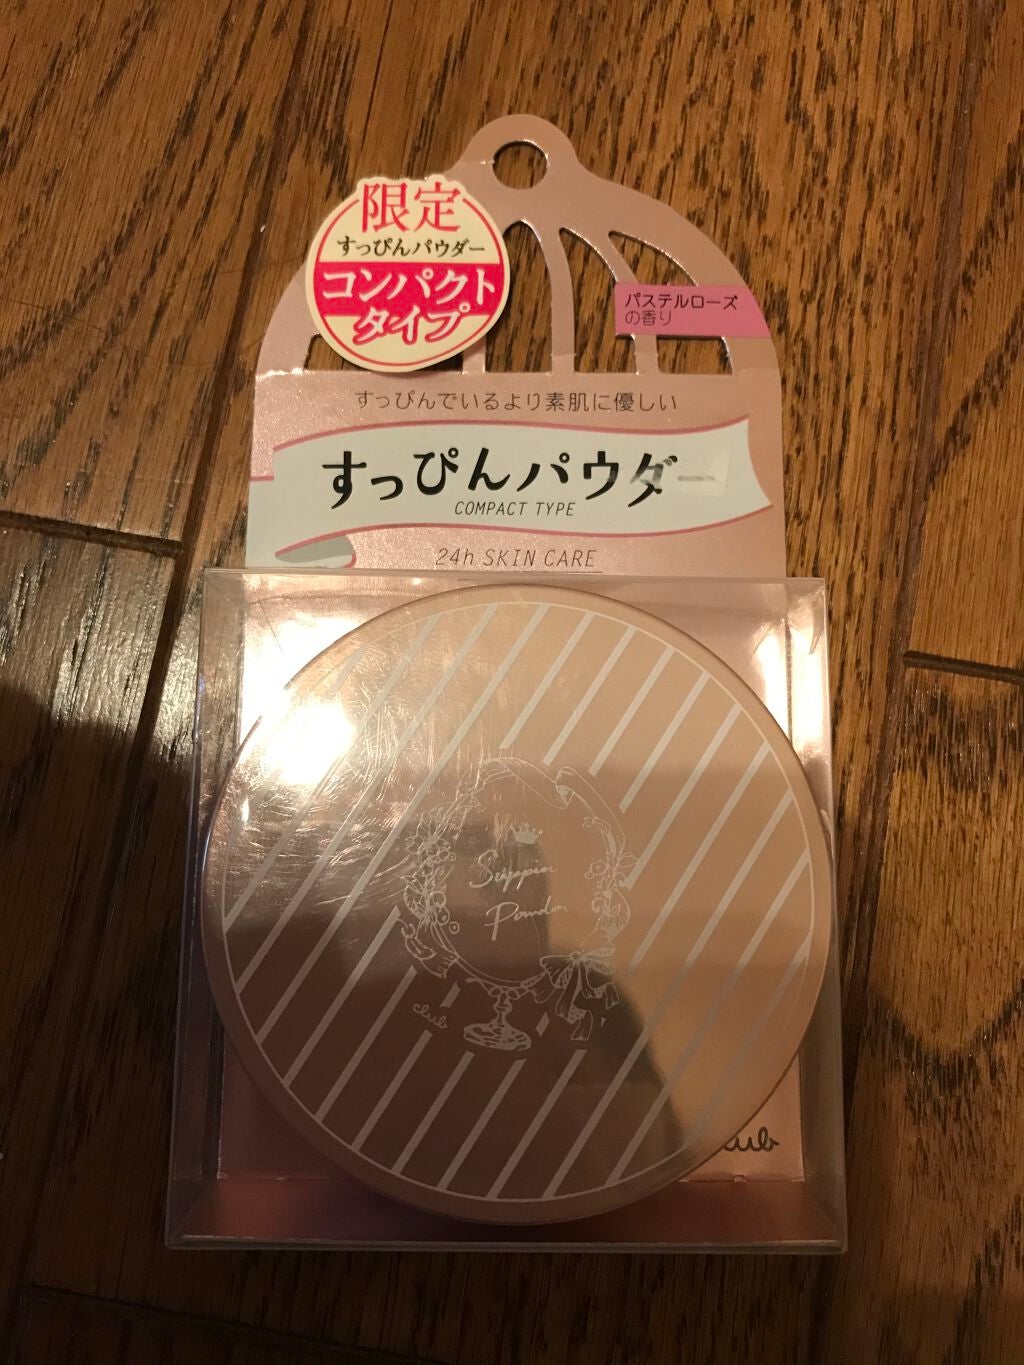 限定
すっぴんパウダー
コンパクト
タイプ
パステルローズ
の香り
すっぴんでいるより素肌に優しい
すっぴんパウダー
COMPACT TYPE
24h SKIN CARE
Suppin
Powder
club
club